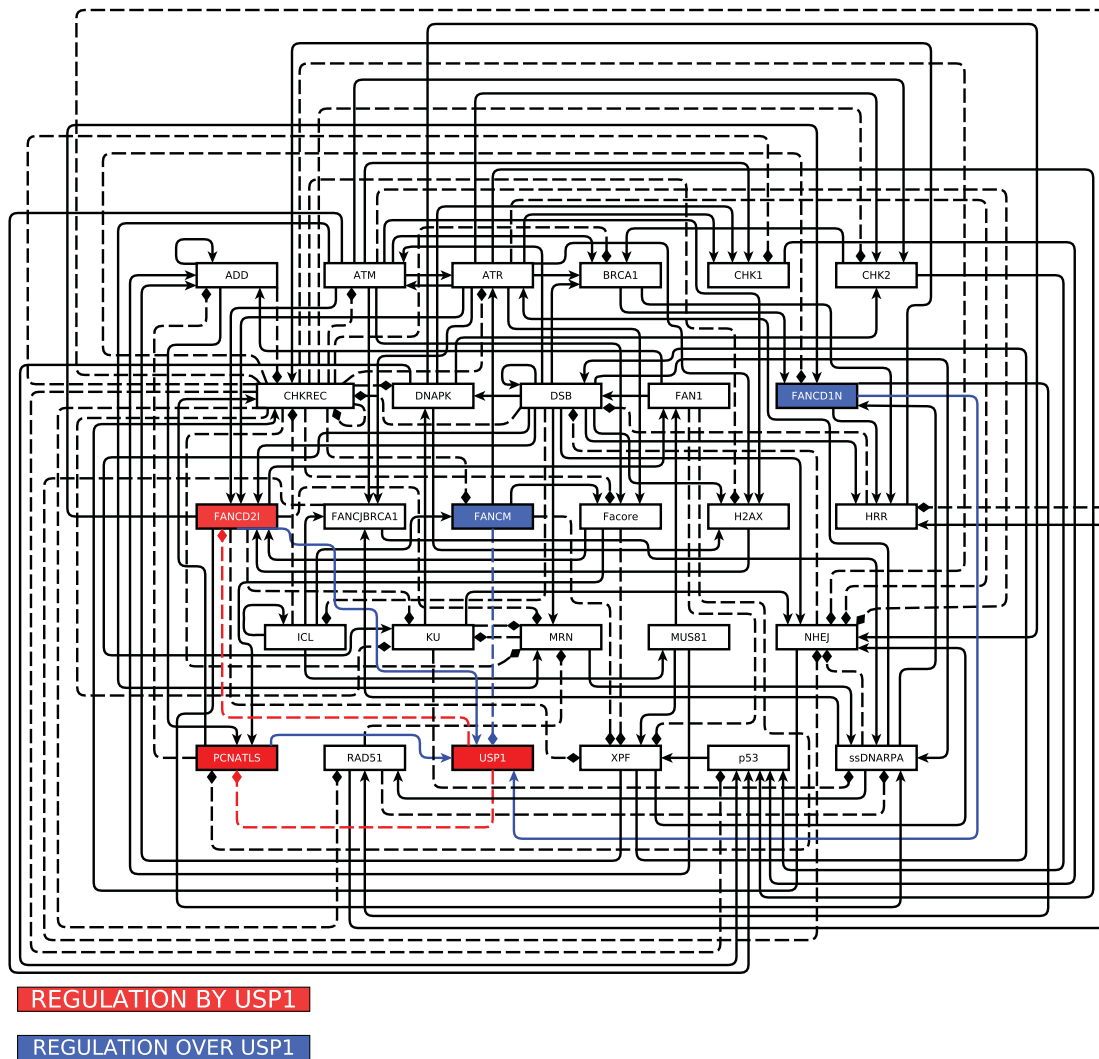 ADD
ATM
ATR
BRCA1
CHK1
CHK2
CHKREC
DNAPK
DSB
FAN1
FANCD1N
FANCD2I
FANCJBRCA1
FANCM
Facore
H2AX
HRR
ICL
KU
MRN
MUS81
NHEJ
PCNATLS
RAD51
USP1
XPF
p53
ssDNARPA
REGULATION BY USP1
REGULATION OVER USP1